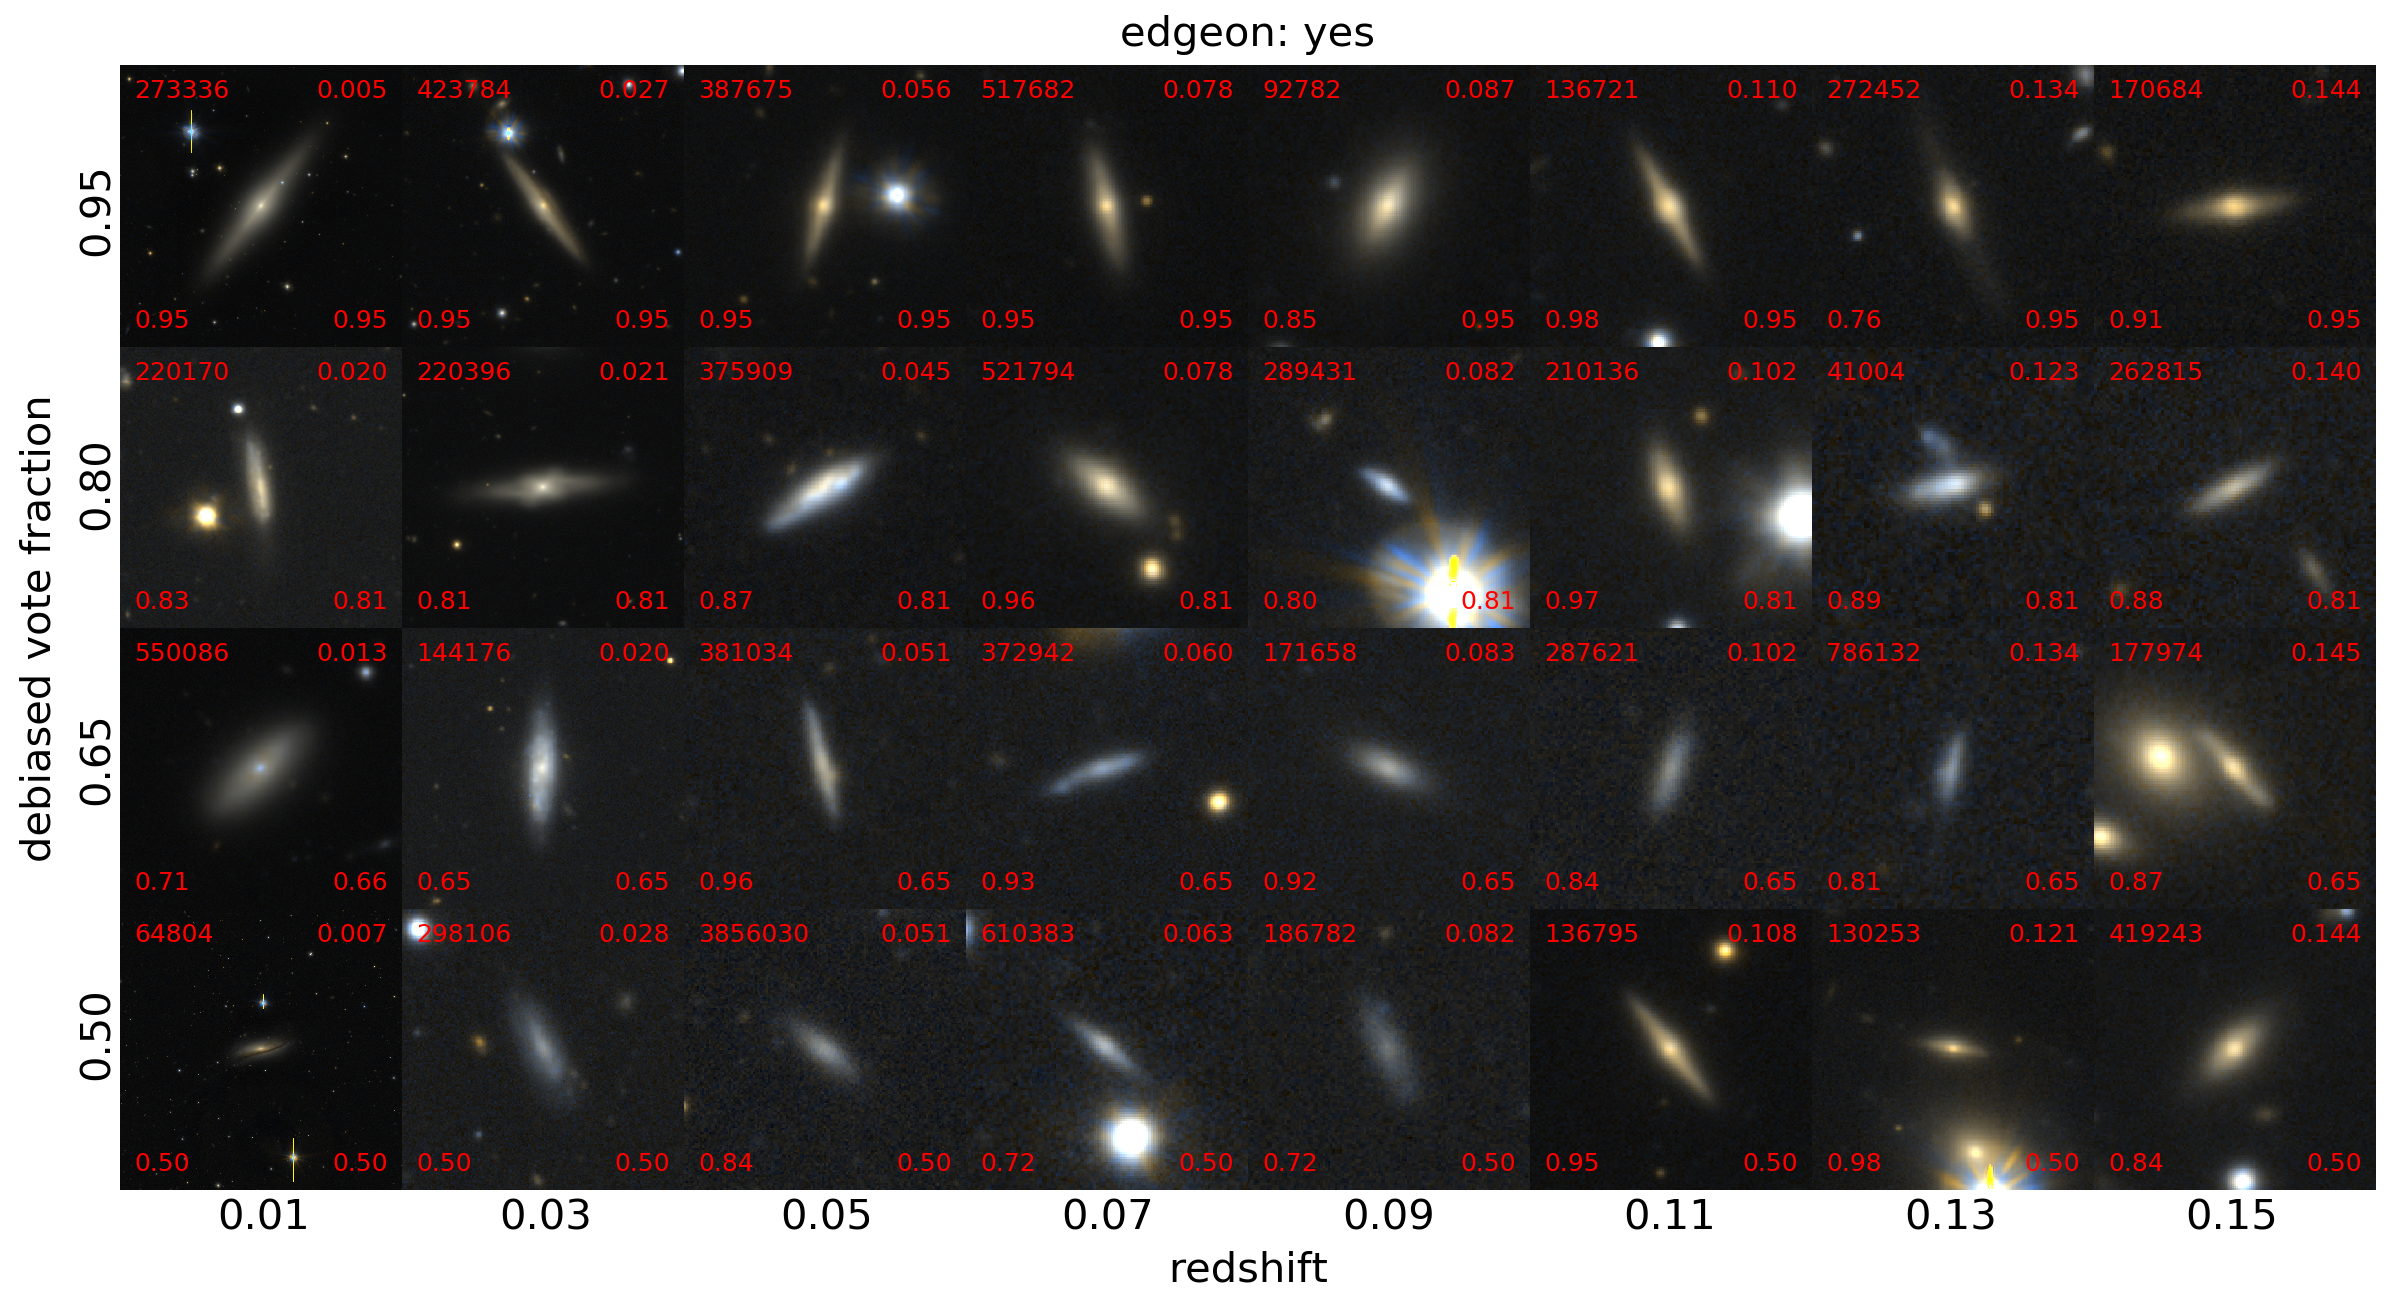 edgeon: yes
273336 0.005 423784 0.027 387675 0.056 517682 0.078 92782 0.087 136721 0.110 272452 0.134 170684 0.144
0.95
0.95 0.95 0.95 0.95 0.95 0.95 0.95 0.95 0.85 0.95 0.98 0.95 0.76 0.95 0.91 0.95
220170 0.020 220396 0.021 375909 0.045 521794 0.078 289431 0.082 210136 0.102 41004 0.123 262815 0.140
0.80
0.83 0.81 0.81 0.81 0.87 0.81 0.96 0.81 0.80 0.81 0.97 0.81 0.89 0.81 0.88 0.81
debiased vote fraction
550086 0.013 144176 0.020 381034 0.051 372942 0.060 171658 0.083 287621 0.102 786132 0.134 177974 0.145
0.65
0.71 0.66 0.65 0.65 0.96 0.65 0.93 0.65 0.92 0.65 0.84 0.65 0.81 0.65 0.87 0.65
64804 0.007 298106 0.028 3856030 0.051 610383 0.063 186782 0.082 136795 0.108 130253 0.121 419243 0.144
0.50
0.50 0.50 0.50 0.50 0.84 0.50 0.72 0.50 0.72 0.50 0.95 0.50 0.98 0.50 0.84 0.50
0.01 0.03 0.05 0.07 0.09 0.11 0.13 0.15
redshift